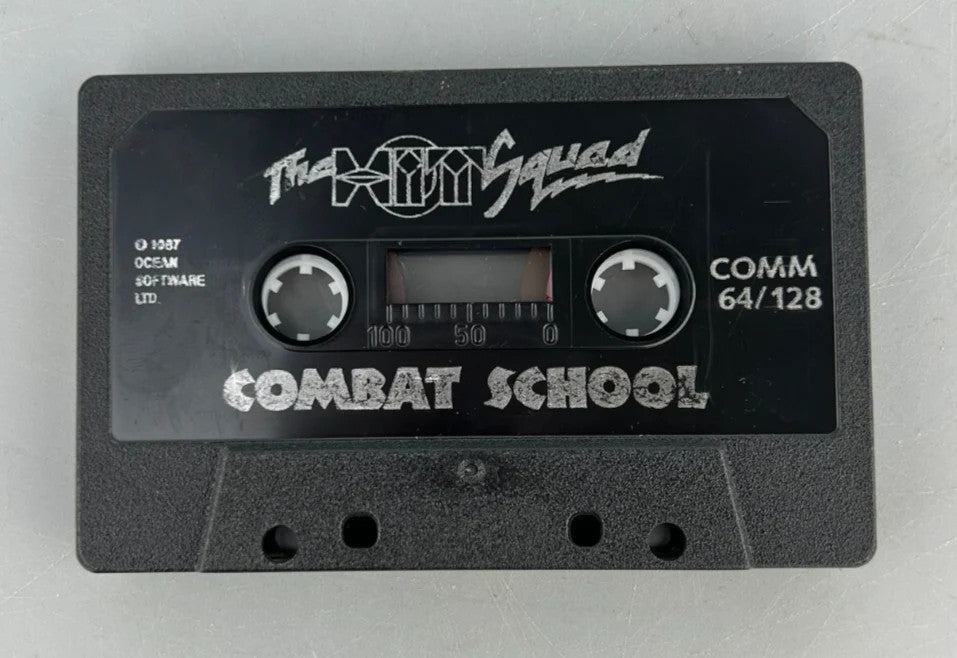 The Hit Squad
℗ 1987
OCEAN
SOFTWARE
LTD.
COMM
64/128
100 50 0
COMBAT SCHOOL